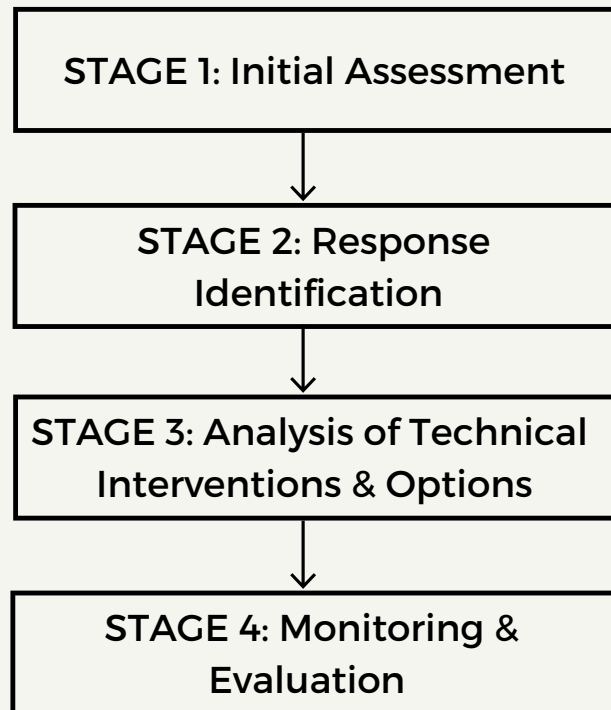 STAGE 1: Initial Assessment
STAGE 2: Response
Identification
STAGE 3: Analysis of Technical
Interventions & Options
STAGE 4: Monitoring &
Evaluation